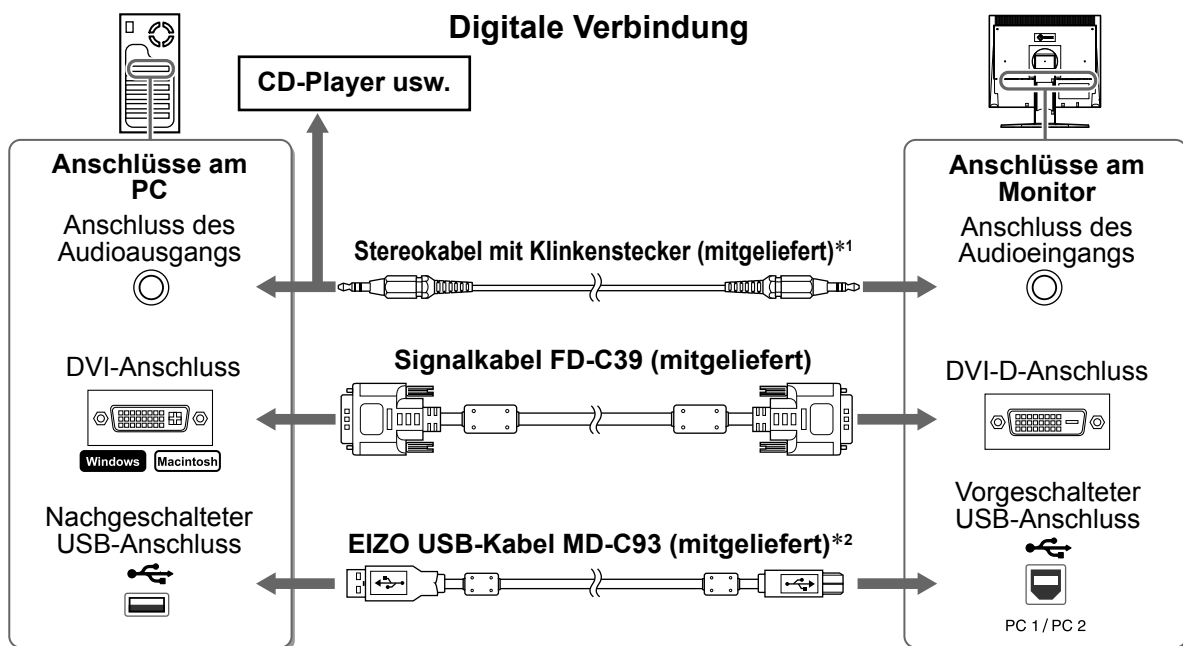 Digitale Verbindung
CD-Player usw.
Anschlüsse am
PC
Anschluss des
Audioausgangs
Stereokabel mit Klinkenstecker (mitgeliefert)*1
Anschlüsse am
Monitor
Anschluss des
Audioeingangs
DVI-Anschluss
Windows Macintosh
Signalkabel FD-C39 (mitgeliefert)
DVI-D-Anschluss
Nachgeschalteter
USB-Anschluss
EIZO USB-Kabel MD-C93 (mitgeliefert)*2
Vorgeschalteter
USB-Anschluss
PC 1 / PC 2